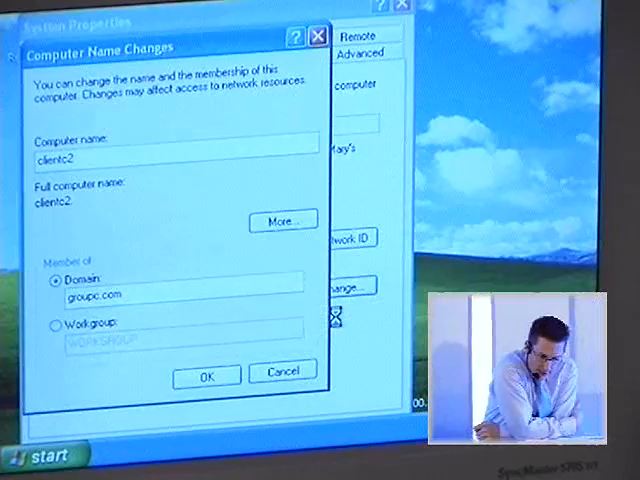 System Properties
Computer Name Changes
Remote
Advanced
You can change the name and the membership of this
computer. Changes may affect access to network resources.
computer
Computer name:
clientc2
Mary's
Full computer name:
clientc2.
More...
twork ID
Member of
Domain:
groupc.com
ange...
Workgroup:
WORKGROUP
OK
Cancel
00.
start
SyncMaster